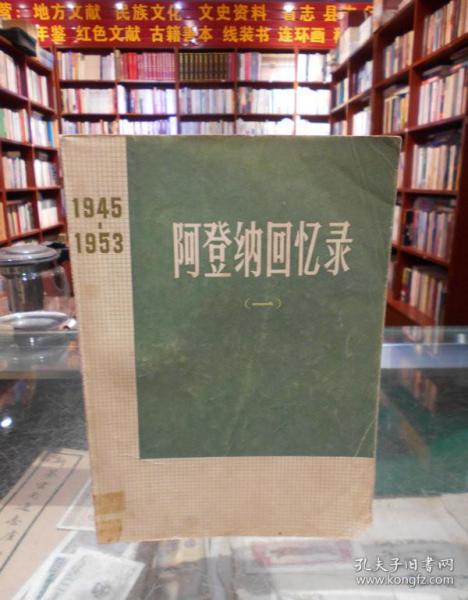 营：地方文献 民族文化 文史资料 省志县
年鉴 红色文献 古籍善本 线装书 连环画
1945
-
1953
阿登纳回忆录
（一）
孔夫子旧书网
www.kongfz.com